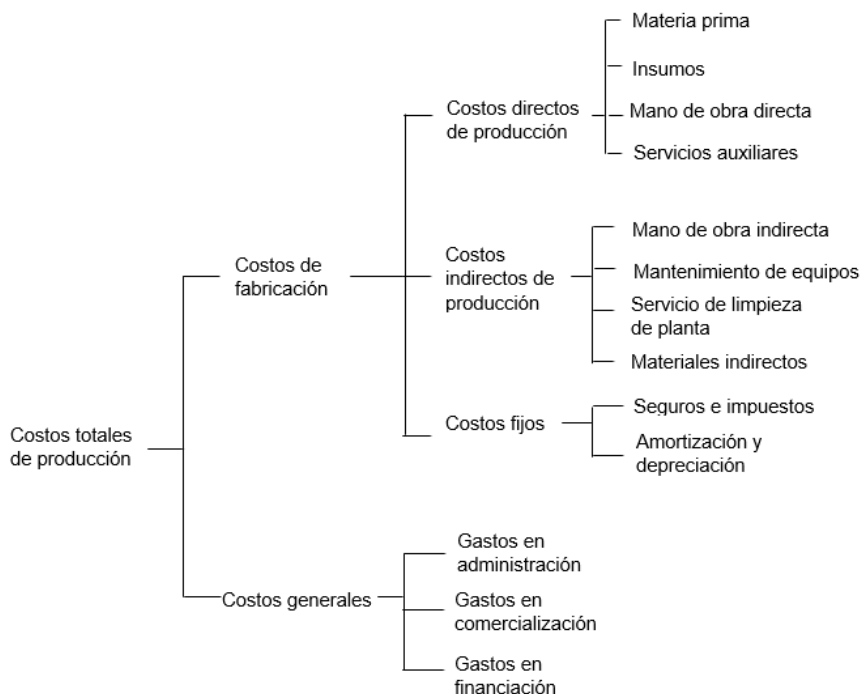 Materia prima
Insumos
Costos directos
de producción
Mano de obra directa
Servicios auxiliares
Mano de obra indirecta
Costos de
fabricación
Costos
indirectos de
producción
Mantenimiento de equipos
Servicio de limpieza
de planta
Materiales indirectos
Costos totales
de producción
Costos fijos
Seguros e impuestos
Amortización y
depreciación
Costos generales
Gastos en
administración
Gastos en
comercialización
Gastos en
financiación